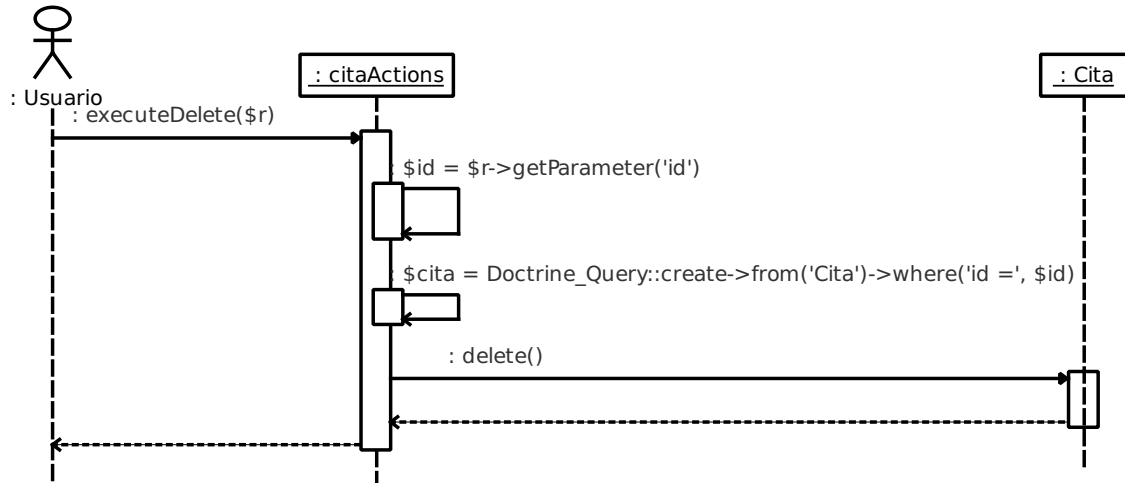 : citaActions
: Cita
: Usuario
: executeDelete($r)
: $id = $r->getParameter('id')
: $cita = Doctrine_Query::create->from('Cita')->where('id =', $id)
: delete()